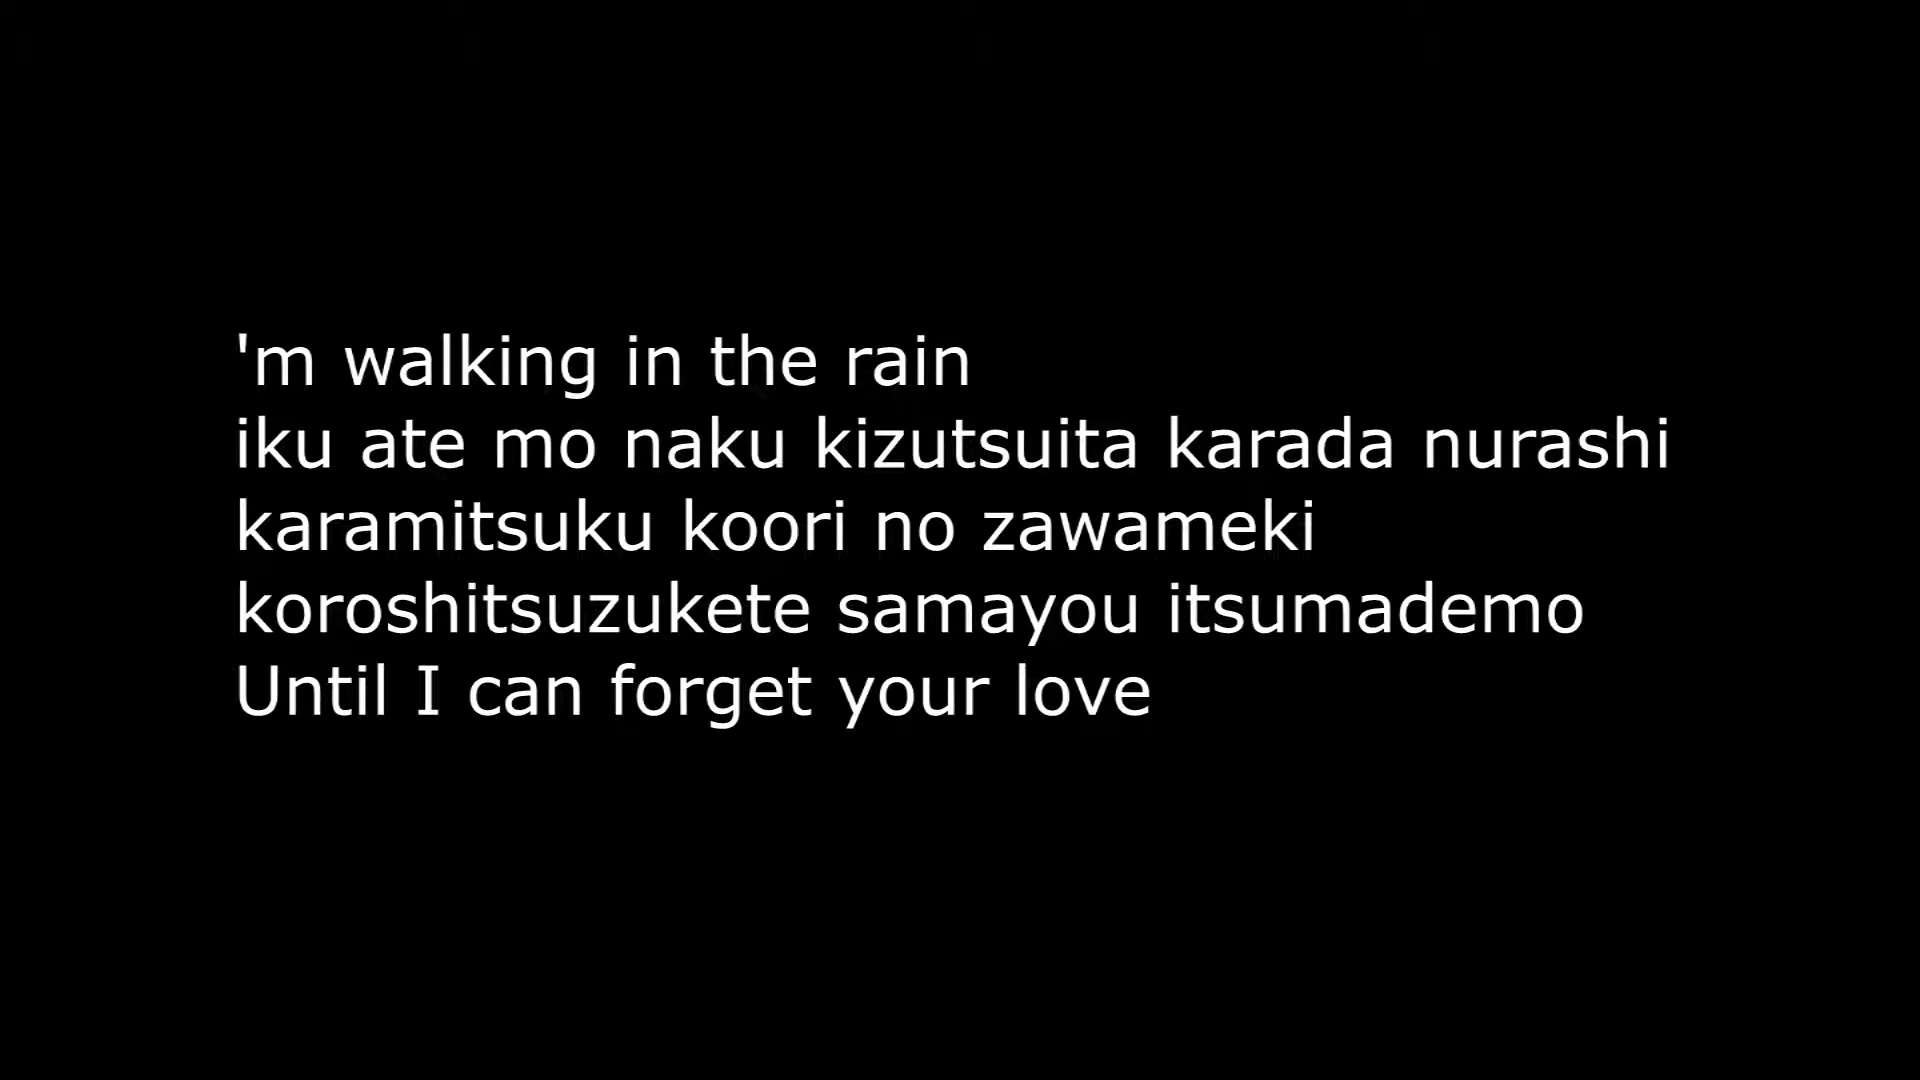 'm walking in the rain
iku ate mo naku kizutsuita karada nurashi
karamitsuku koori no zawameki
koroshitsuzukete samayou itsumademo
Until I can forget your love